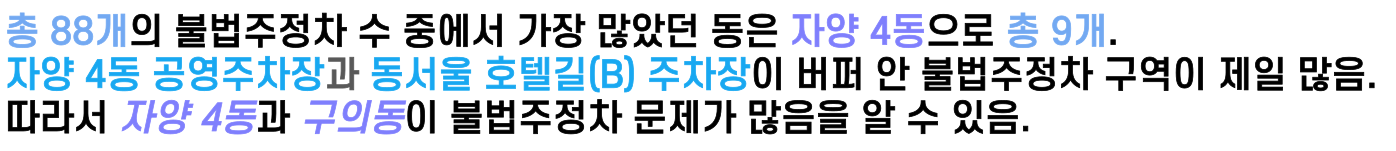 총 88개의 불법주정차 수 중에서 가장 많았던 동은 자양 4동으로 총 9개.
자양 4동 공영주차장과 동서울 호텔길(B) 주차장이 버퍼 안 불법주정차 구역이 제일 많음.
따라서 자양 4동과 구의동이 불법주정차 문제가 많음을 알 수 있음.